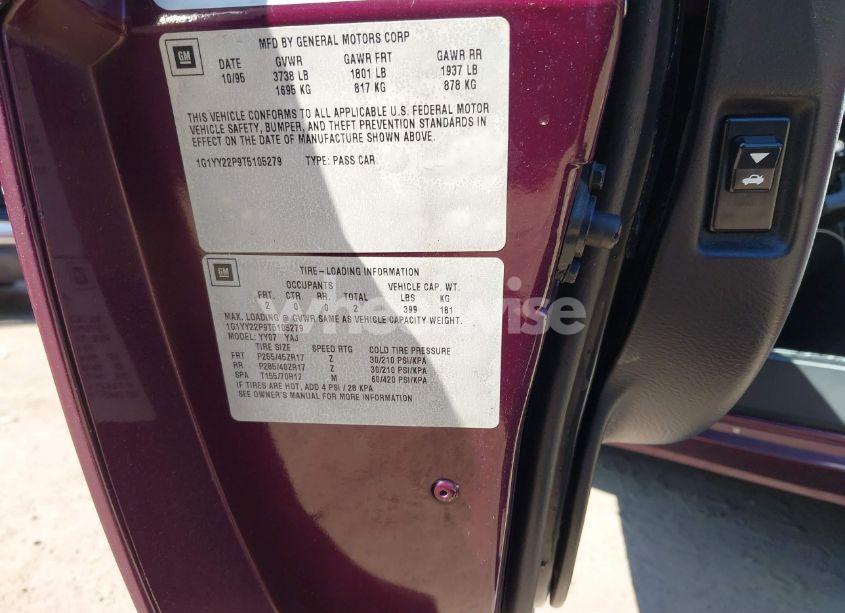 GM
MFD BY GENERAL MOTORS CORP
DATE GVWR GAWR FRT GAWR RR
10/95 3738 LB 1801 LB 1937 LB
1695 KG 817 KG 878 KG
THIS VEHICLE CONFORMS TO ALL APPLICABLE U.S. FEDERAL MOTOR
VEHICLE SAFETY, BUMPER, AND THEFT PREVENTION STANDARDS IN
EFFECT ON THE DATE OF MANUFACTURE SHOWN ABOVE.
1G1YY22P9T5105279 TYPE: PASS CAR
GM
TIRE-LOADING INFORMATION
OCCUPANTS VEHICLE CAP. WT.
FRT. CTR. RR. TOTAL LBS KG
2 0 0 2 399 181
MAX. LOADING @ GVWR SAME AS VEHICLE CAPACITY WEIGHT.
1G1YY22P9T5105279
MODEL: YY07 YAJ
TIRE SIZE SPEED RTG COLD TIRE PRESSURE
FRT P255/45ZR17 Z 30/210 PSI/KPA
RR P285/40ZR17 Z 30/210 PSI/KPA
SPA T155/70R17 M 60/420 PSI/KPA
IF TIRES ARE HOT, ADD 4 PSI / 28 KPA
SEE OWNER'S MANUAL FOR MORE INFORMATION